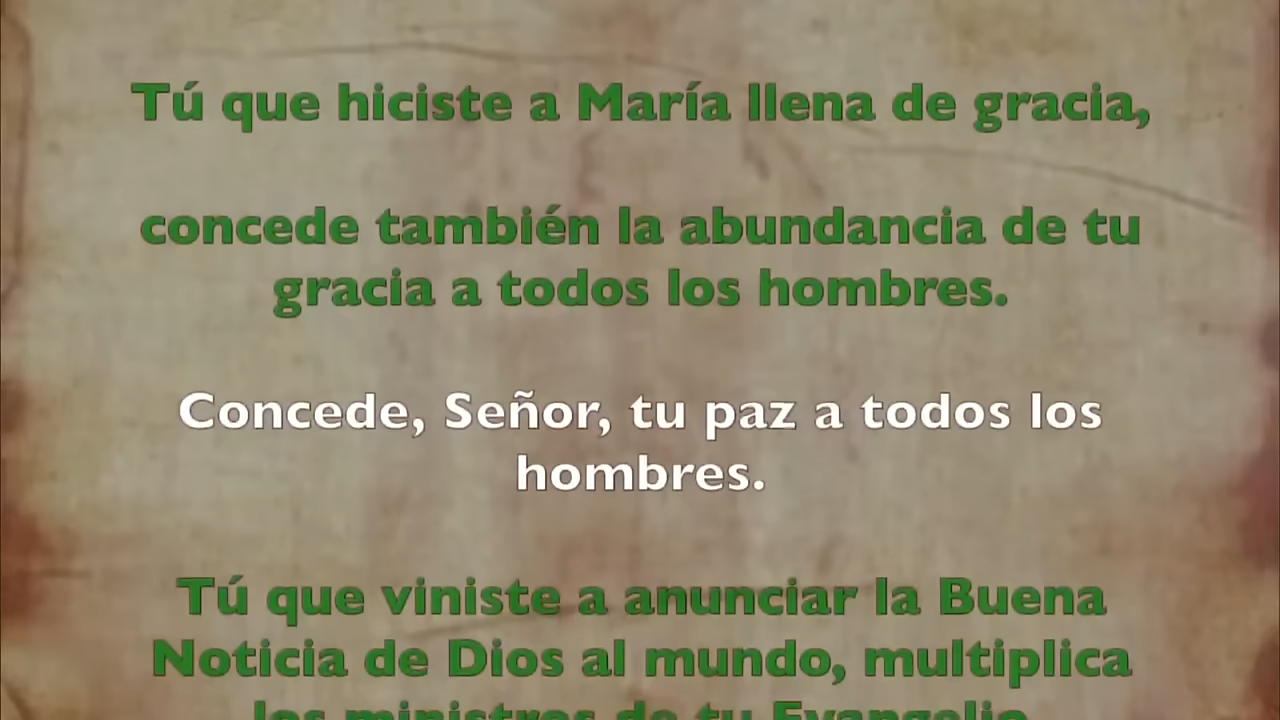 Tú que hiciste a María llena de gracia,
concede también la abundancia de tu
gracia a todos los hombres.
Concede, Señor, tu paz a todos los
hombres.
Tú que viniste a anunciar la Buena
Noticia de Dios al mundo, multiplica
los ministros de tu Evangelio